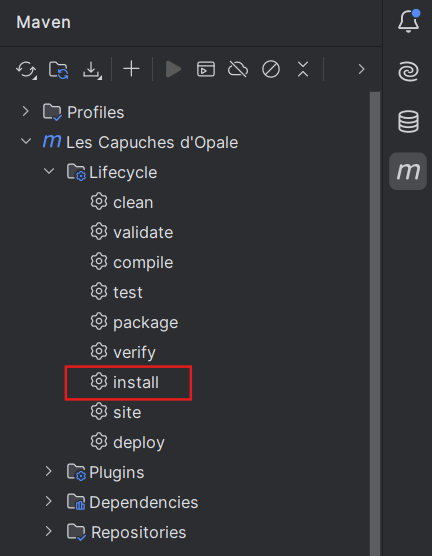 Maven
Profiles
m Les Capuches d'Opale
Lifecycle
clean
validate
compile
test
package
verify
install
site
deploy
Plugins
Dependencies
Repositories
m